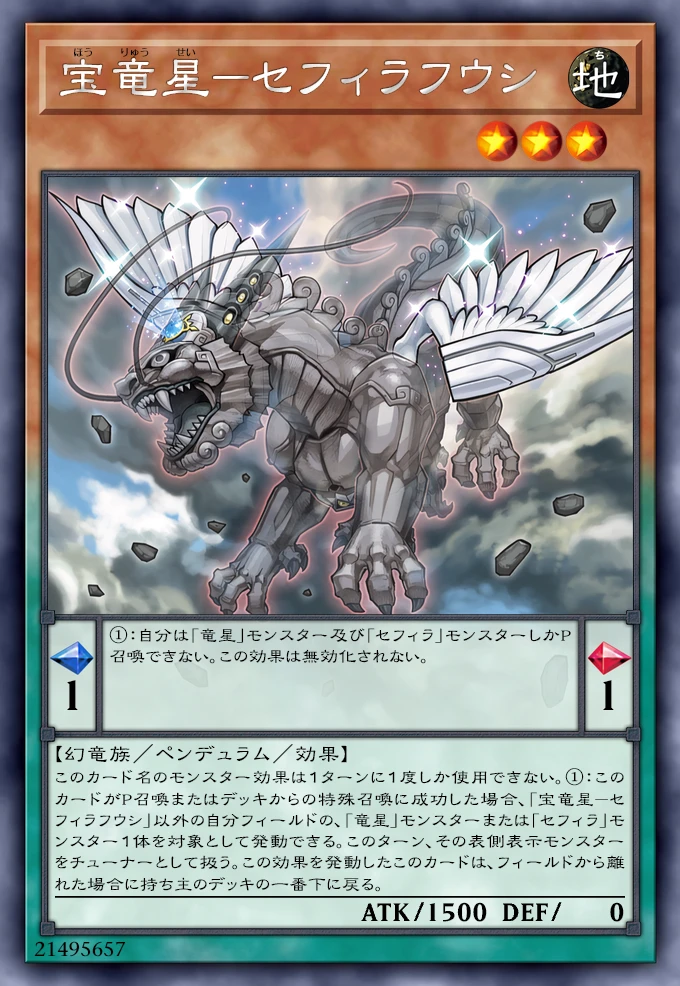 ほう りゅう せい
宝竜星－セフィラフウシ
ち
地
①：自分は「竜星」モンスター及び「セフィラ」モンスターしかＰ
召喚できない。この効果は無効化されない。
1
1
【幻竜族／ペンデュラム／効果】
このカード名のモンスター効果は１ターンに１度しか使用できない。①：この
カードがＰ召喚またはデッキからの特殊召喚に成功した場合、「宝竜星－セ
フィラフウシ」以外の自分フィールドの、「竜星」モンスターまたは「セフィラ」モ
ンスター１体を対象として発動できる。このターン、その表側表示モンスター
をチューナーとして扱う。この効果を発動したこのカードは、フィールドから離
れた場合に持ち主のデッキの一番下に戻る。
ATK/1500 DEF/ 0
21495657